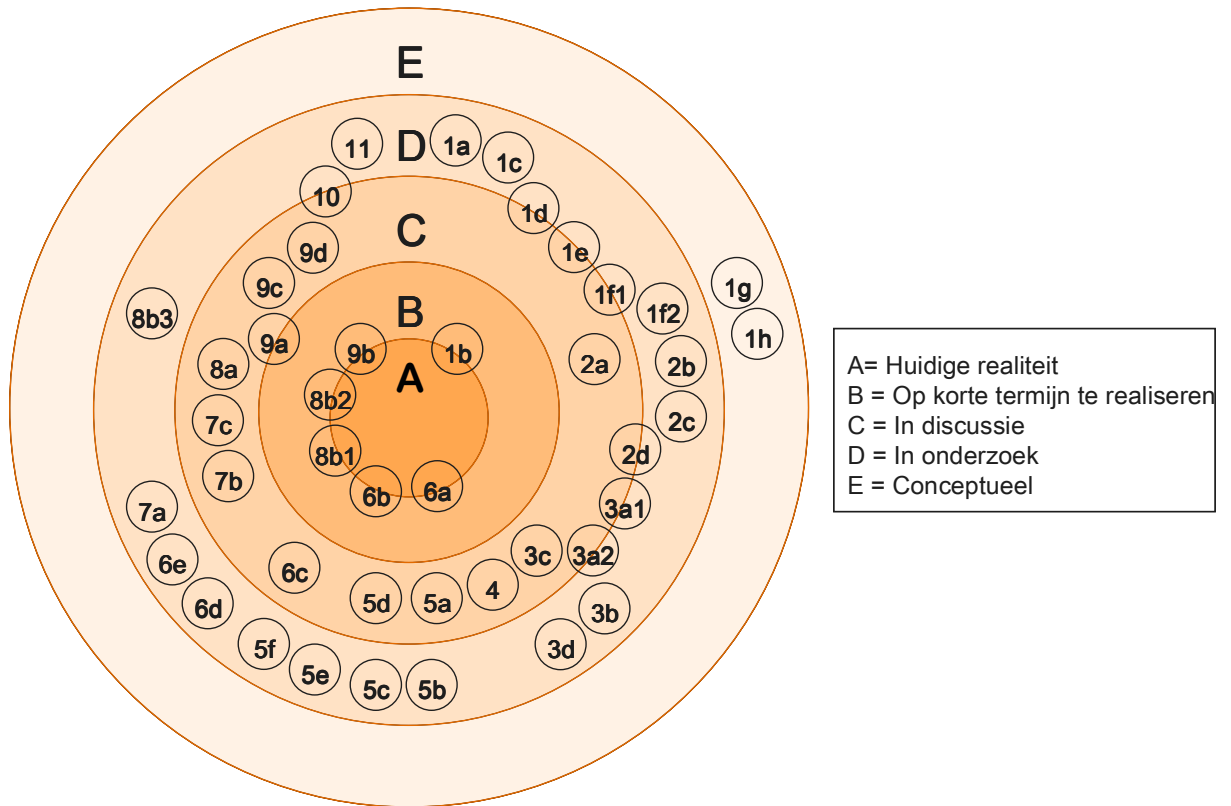 E
D
11
1a
1c
10
1d
C
9d
1e
9c
1f1
1g
8b3
B
1f2
1h
9a
9b
1b
8a
A
2a
2b
8b2
7c
2c
8b1
2d
7b
6b
6a
7a
3a1
6e
3c
3a2
6c
6d
5d
5a
4
3b
5f
3d
5e
5c
5b
A= Huidige realiteit
B = Op korte termijn te realiseren
C = In discussie
D = In onderzoek
E = Conceptueel